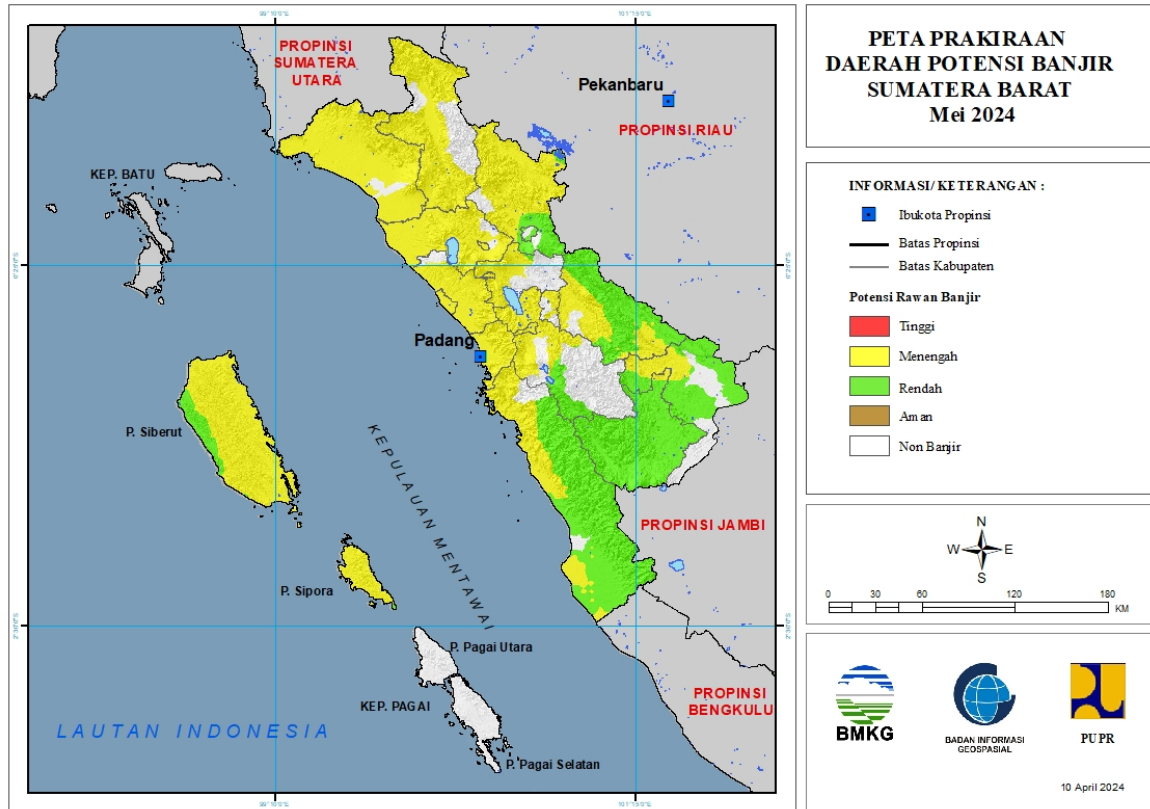 PETA PRAKIRAAN
DAERAH POTENSI BANJIR
SUMATERA BARAT
Mei 2024
INFORMASI/ KETERANGAN :
Ibukota Propinsi
Batas Propinsi
Batas Kabupaten
Potensi Rawan Banjir
Tinggi
Menengah
Rendah
Aman
Non Banjir
N
W E
S
0 30 60 120 180
KM
BMKG
BADAN INFORMASI
GEOSPASIAL
PUPR
10 April 2024
PROPINSI
SUMATERA
UTARA
Pekanbaru
PROPINSI RIAU
KEP. BATU
Padang
P. Siberut
KEPULAUAN MENTAWAI
PROPINSI JAMBI
P. Sipora
P. Pagai Utara
KEP. PAGAI
PROPINSI
BENGKULU
LAUTAN INDONESIA
P. Pagai Selatan